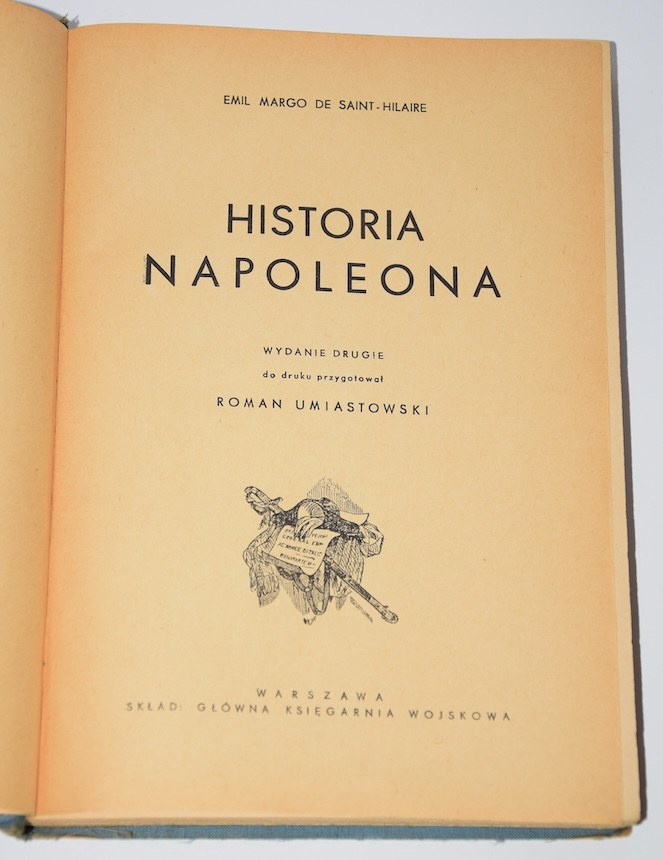 EMIL MARGO DE SAINT-HILAIRE
HISTORIA
NAPOLEONA
WYDANIE DRUGIE
do druku przygotował
ROMAN UMIASTOWSKI
WARSZAWA
SKŁAD: GŁÓWNA KSIĘGARNIA WOJSKOWA